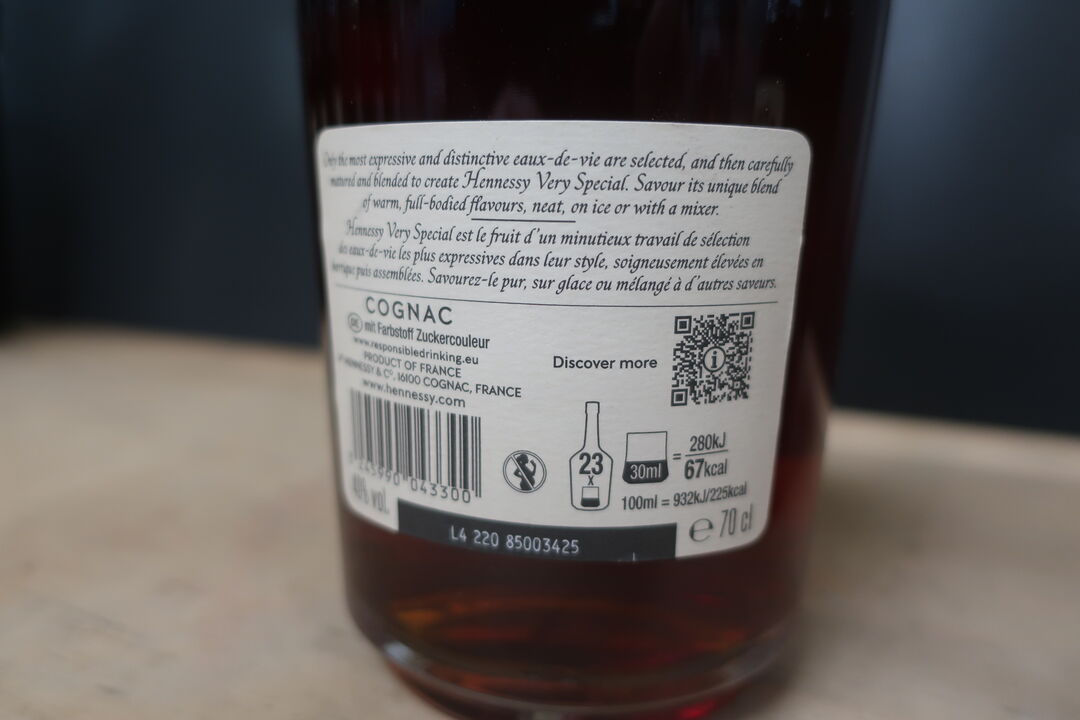 Only the most expressive and distinctive eaux-de-vie are selected, and then carefully
matured and blended to create Hennessy Very Special. Savour its unique blend
of warm, full-bodied flavours, neat, on ice or with a mixer.
Hennessy Very Special est le fruit d'un minutieux travail de sélection
des eaux-de-vie les plus expressives dans leur style, soigneusement élevées en
barrique puis assemblées. Savourez-le pur, sur glace ou mélangé à d'autres saveurs.
COGNAC
DE mit Farbstoff Zuckercouleur
www.responsibledrinking.eu
PRODUCT OF FRANCE
HENNESSY & Cº, 16100 COGNAC, FRANCE
www.hennessy.com
Discover more
i
043300
23
x
30ml
= 280kJ
67kcal
100ml = 932kJ/225kcal
40% vol.
e 70 cl
L4 220 85003425